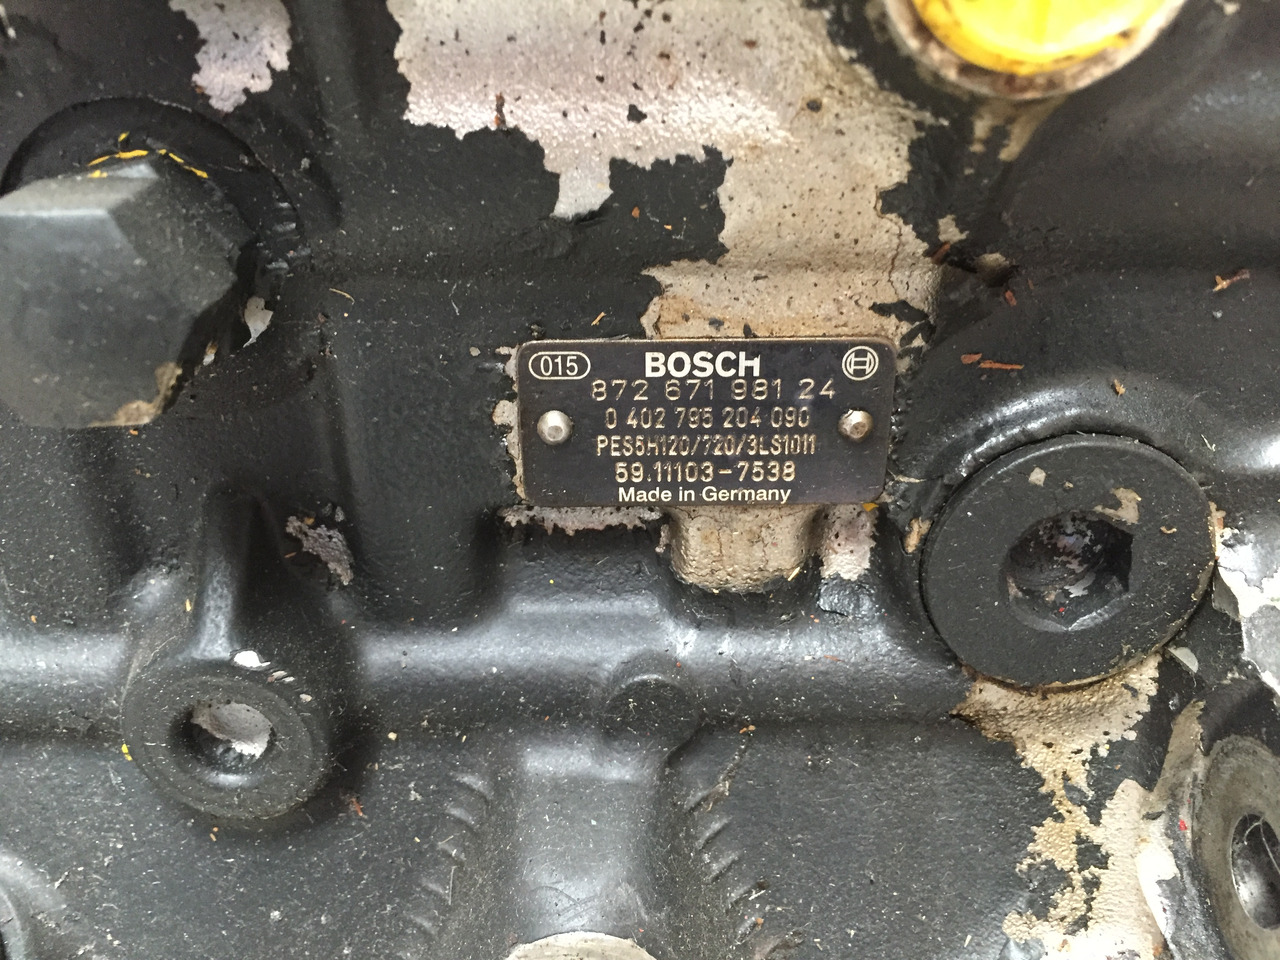 015 BOSCH
872 671 981 24
0 402 795 204 090
PES5H120/720/3LS1011
59.11103-7538
Made in Germany